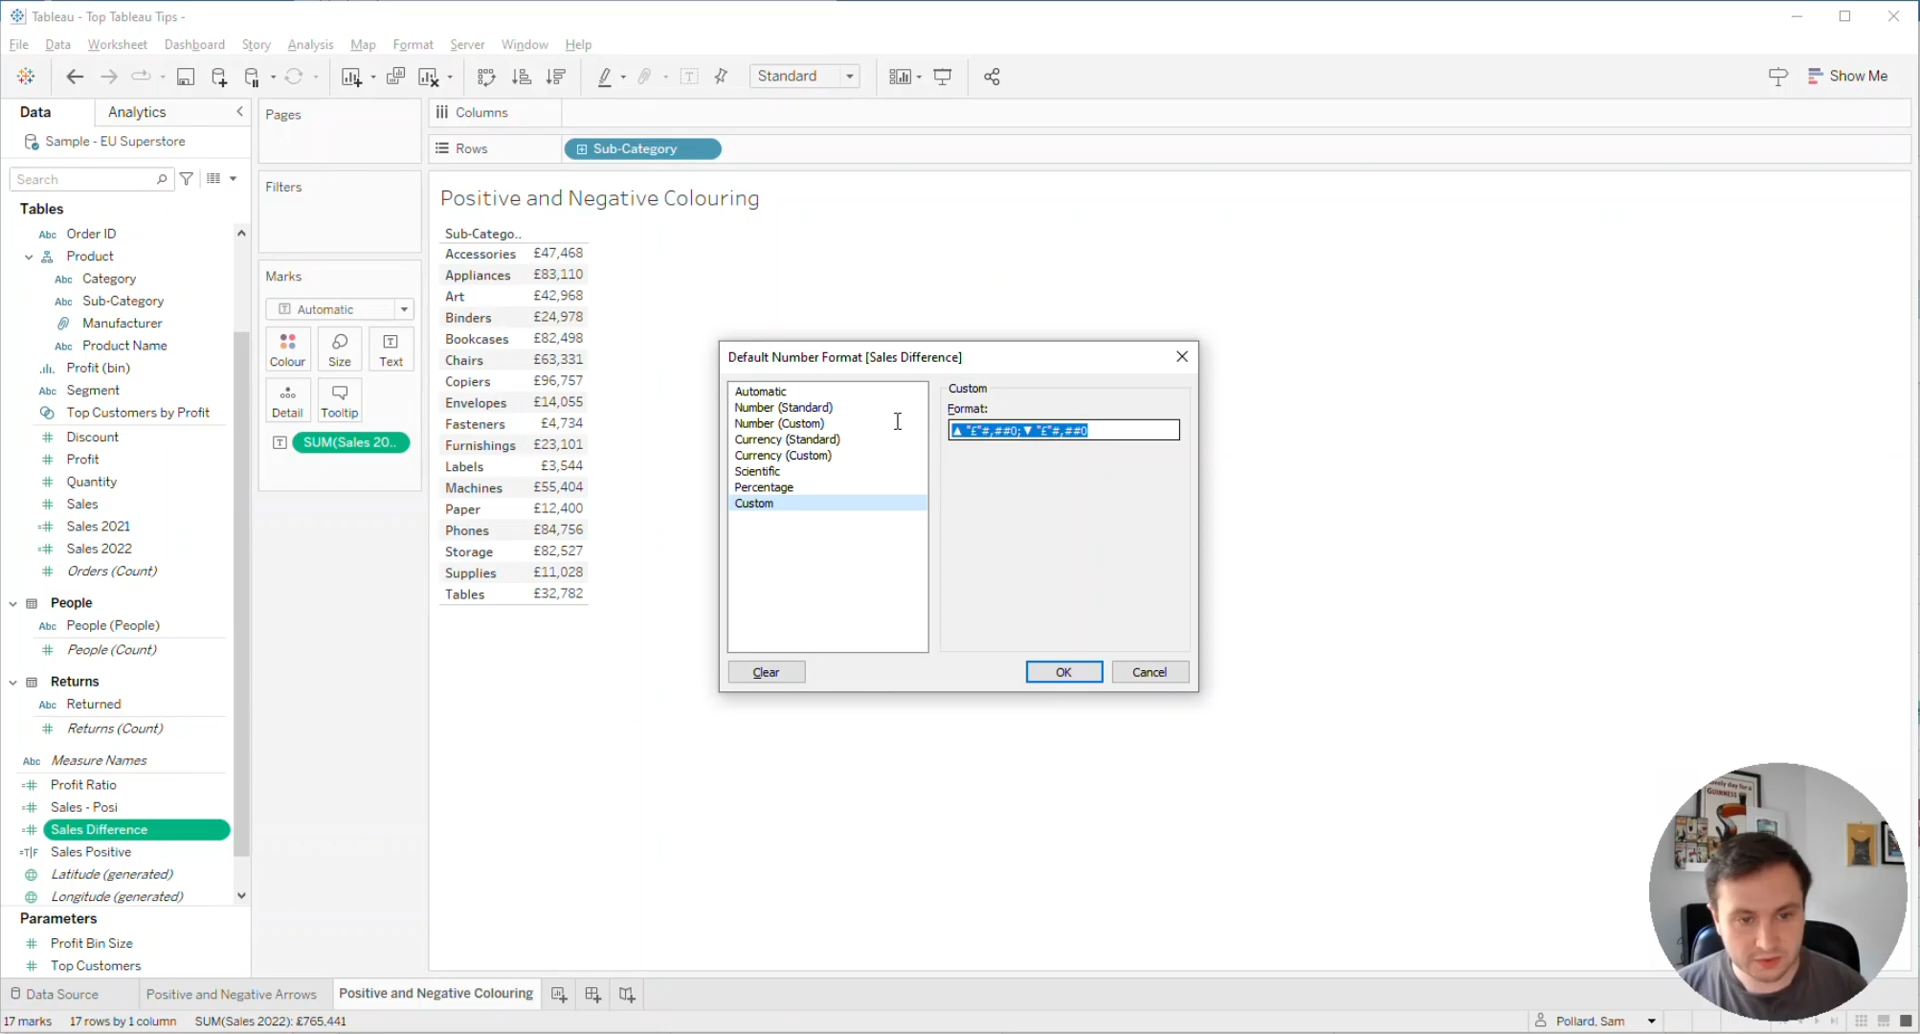 Tableau - Top Tableau Tips -
File Data Worksheet Dashboard Story Analysis Map Format Server Window Help
Standard
Show Me
Data
Analytics
Sample - EU Superstore
Search
Tables
Abc Order ID
Product
Abc Category
Abc Sub-Category
Manufacturer
Abc Product Name
Profit (bin)
Abc Segment
Top Customers by Profit
# Discount
# Profit
# Quantity
# Sales
=# Sales 2021
=# Sales 2022
# Orders (Count)
People
Abc People (People)
# People (Count)
Returns
Abc Returned
# Returns (Count)
Abc Measure Names
=# Profit Ratio
=# Sales - Posi
=# Sales Difference
=T|F Sales Positive
Latitude (generated)
Longitude (generated)
Parameters
# Profit Bin Size
# Top Customers
Pages
Filters
Marks
Automatic
Colour
Size
Text
Detail
Tooltip
SUM(Sales 20..
Columns
Rows
Sub-Category
Positive and Negative Colouring
Sub-Catego..
Accessories £47,468
Appliances £83,110
Art £42,968
Binders £24,978
Bookcases £82,498
Chairs £63,331
Copiers £96,757
Envelopes £14,055
Fasteners £4,734
Furnishings £23,101
Labels £3,544
Machines £55,404
Paper £12,400
Phones £84,756
Storage £82,527
Supplies £11,028
Tables £32,782
Default Number Format [Sales Difference]
Automatic
Number (Standard)
Number (Custom)
Currency (Standard)
Currency (Custom)
Scientific
Percentage
Custom
Custom
Format:
▲ "£"#,##0;▼ "£"#,##0
Clear
OK
Cancel
GUINNESS
Data Source
Positive and Negative Arrows
Positive and Negative Colouring
17 marks
17 rows by 1 column
SUM(Sales 2022): £765,441
Pollard, Sam